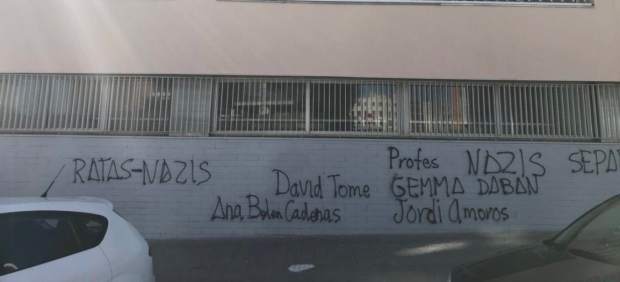 RATAS-NAZIS
Profes NAZIS SEPA
David Tome GEMMA DABAN
Ana Belen Cadenas Jordi Amoros